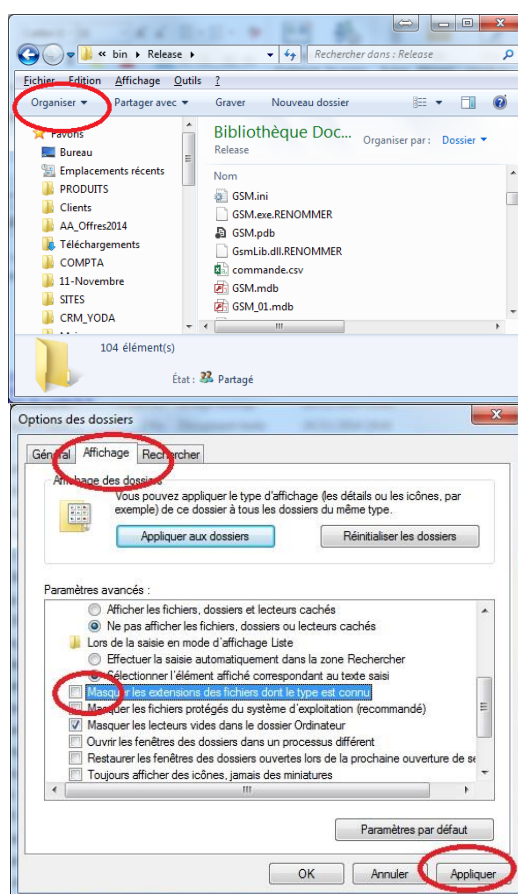 « bin ▸ Release ▸
Rechercher dans : Release
Fichier Edition Affichage Outils ?
Organiser ▼ Partager avec ▼ Graver Nouveau dossier
Favoris
Bureau
Emplacements récents
PRODUITS
Clients
AA_Offres2014
Téléchargements
COMPTA
11-Novembre
SITES
CRM_YODA
Bibliothèque Doc...
Release
Organiser par : Dossier ▼
Nom
GSM.ini
GSM.exe.RENOMMER
GSM.pdb
GsmLib.dll.RENOMMER
commande.csv
GSM.mdb
GSM_01.mdb
104 élément(s)
État : Partagé
Options des dossiers
Général Affichage Rechercher
Affichage des dossiers
Vous pouvez appliquer le type d'affichage (les détails ou les icônes, par
exemple) de ce dossier à tous les dossiers du même type.
Appliquer aux dossiers Réinitialiser les dossiers
Paramètres avancés :
Afficher les fichiers, dossiers et lecteurs cachés
Ne pas afficher les fichiers, dossiers ou lecteurs cachés
Lors de la saisie en mode d'affichage Liste
Effectuer la saisie automatiquement dans la zone Rechercher
Sélectionner l'élément affiché correspondant au texte saisi
Masquer les extensions des fichiers dont le type est connu
Masquer les fichiers protégés du système d'exploitation (recommandé)
Masquer les lecteurs vides dans le dossier Ordinateur
Ouvrir les fenêtres des dossiers dans un processus différent
Restaurer les fenêtres des dossiers ouvertes lors de la prochaine ouverture de se
Toujours afficher des icônes, jamais des miniatures
Paramètres par défaut
OK Annuler Appliquer